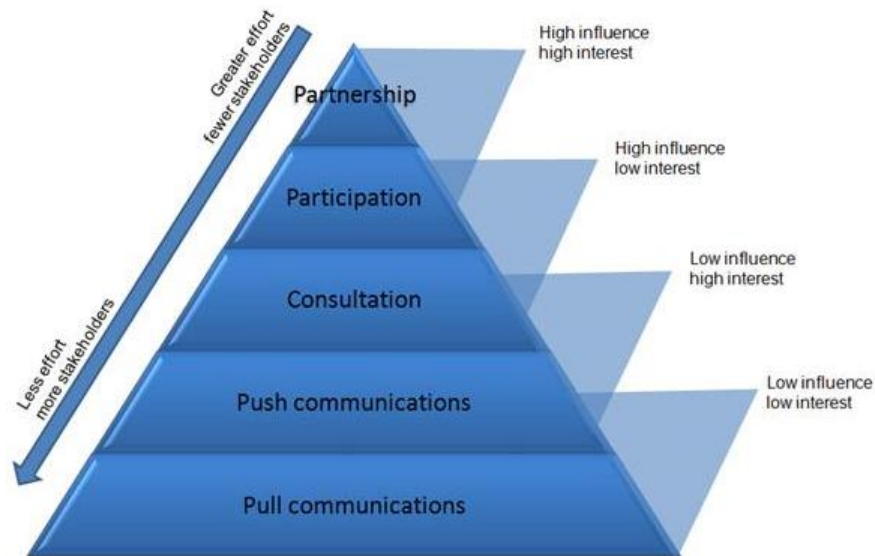 Greater effort
fewer stakeholders
Less effort
more stakeholders
Partnership
Participation
Consultation
Push communications
Pull communications
High influence
high interest
High influence
low interest
Low influence
high interest
Low influence
low interest